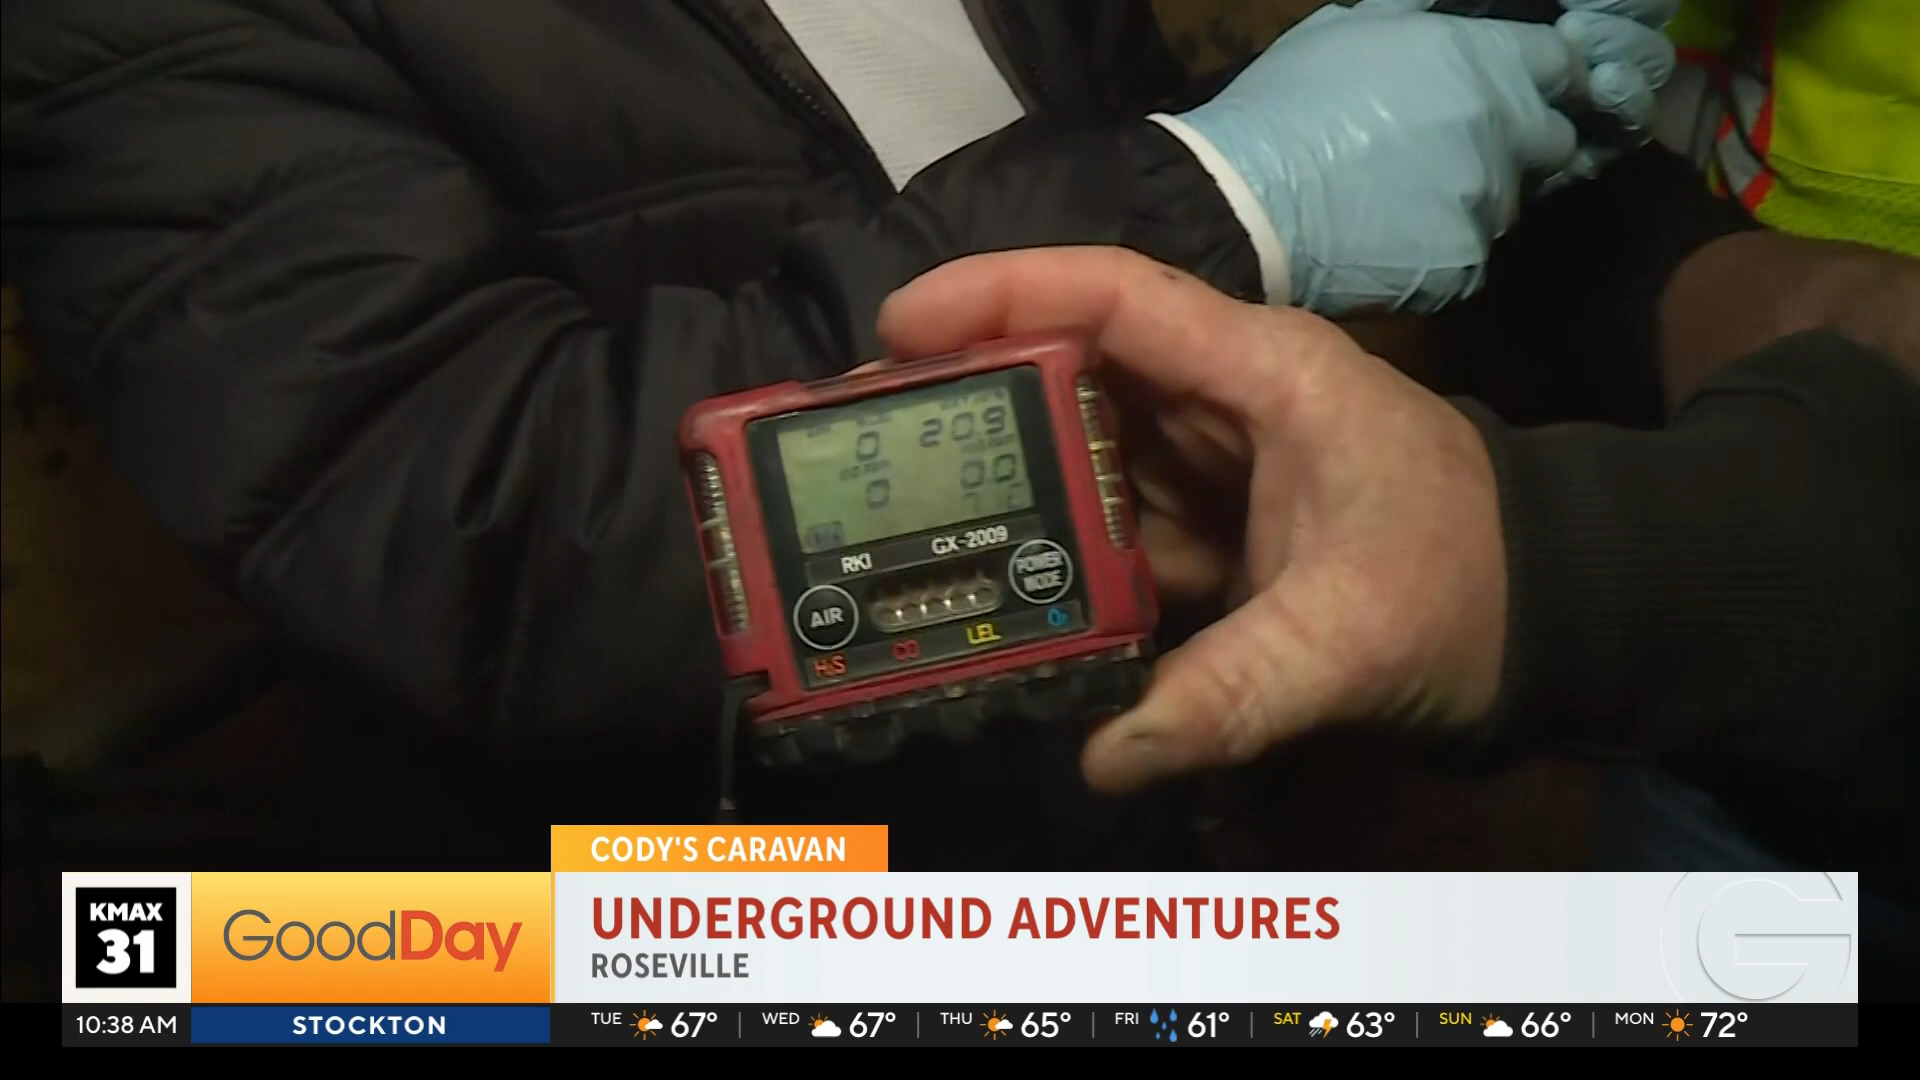 0 209
0 00
RKI GX-2009
AIR
POWER
MODE
H₂S CO LEL O₂
CODY'S CARAVAN
KMAX
31
GoodDay
UNDERGROUND ADVENTURES
ROSEVILLE
10:38 AM STOCKTON TUE 67° WED 67° THU 65° FRI 61° SAT 63° SUN 66° MON 72°